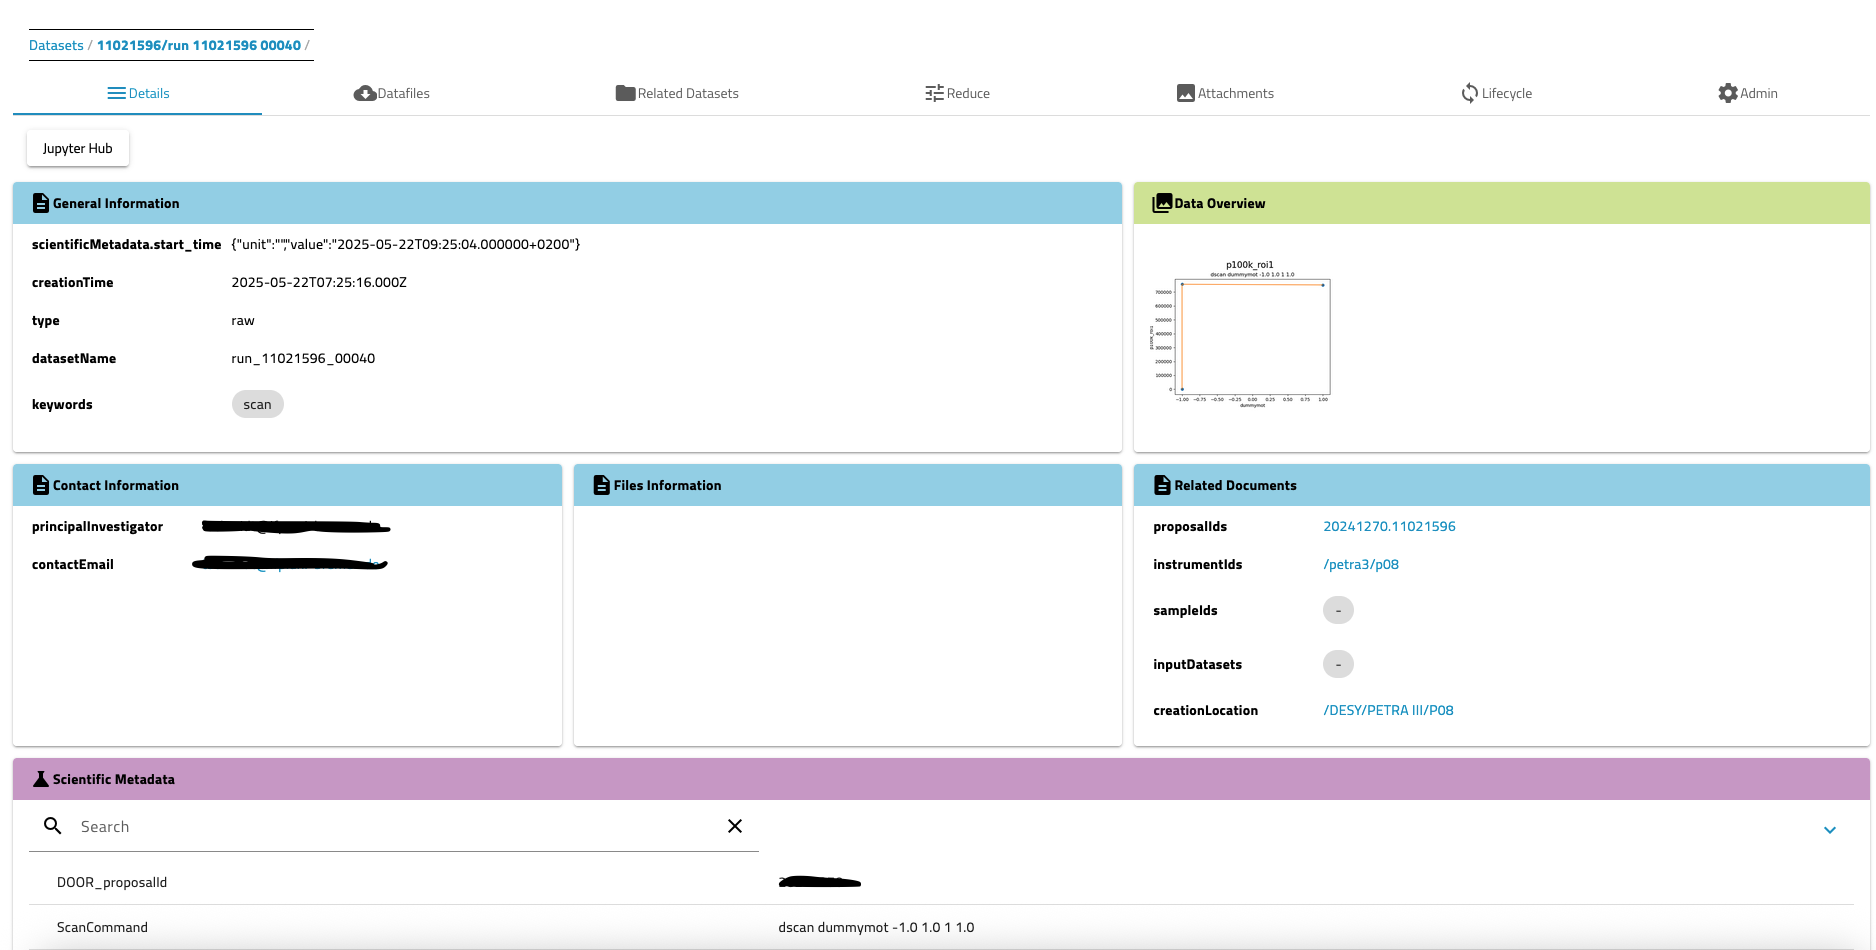 Datasets / 11021596/run 11021596 00040 /
Details Datafiles Related Datasets Reduce Attachments Lifecycle Admin
Jupyter Hub
General Information
scientificMetadata.start_time {"unit":"","value":"2025-05-22T09:25:04.000000+0200"}
creationTime 2025-05-22T07:25:16.000Z
type raw
datasetName run_11021596_00040
keywords scan
Data Overview
p100k_roi1
dscan dummymot -1.0 1.0 1 1.0
700000
600000
500000
400000
300000
200000
100000
0
p100k_roi1
−1.00 −0.75 −0.50 −0.25 0.00 0.25 0.50 0.75 1.00
dummymot
Contact Information
principalInvestigator
contactEmail
Files Information
Related Documents
proposalIds 20241270.11021596
instrumentIds /petra3/p08
sampleIds -
inputDatasets -
creationLocation /DESY/PETRA III/P08
Scientific Metadata
Search
DOOR_proposalId
ScanCommand dscan dummymot -1.0 1.0 1 1.0